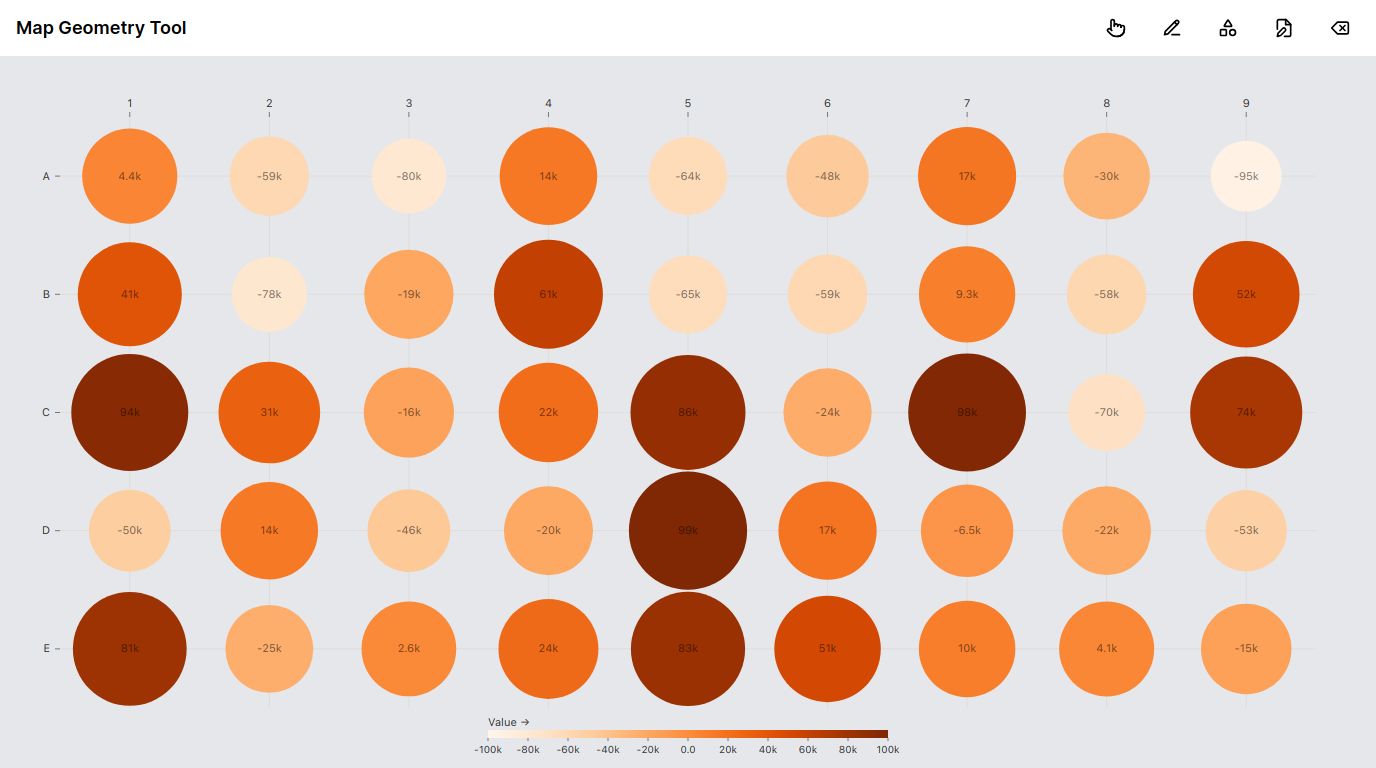 Map Geometry Tool
1 2 3 4 5 6 7 8 9
A 4.4k -59k -80k 14k -64k -48k 17k -30k -95k
B 41k -78k -19k 61k -65k -59k 9.3k -58k 52k
C 94k 31k -16k 22k 86k -24k 98k -70k 74k
D -50k 14k -46k -20k 99k 17k -6.5k -22k -53k
E 81k -25k 2.6k 24k 83k 51k 10k 4.1k -15k
Value →
-100k -80k -60k -40k -20k 0.0 20k 40k 60k 80k 100k